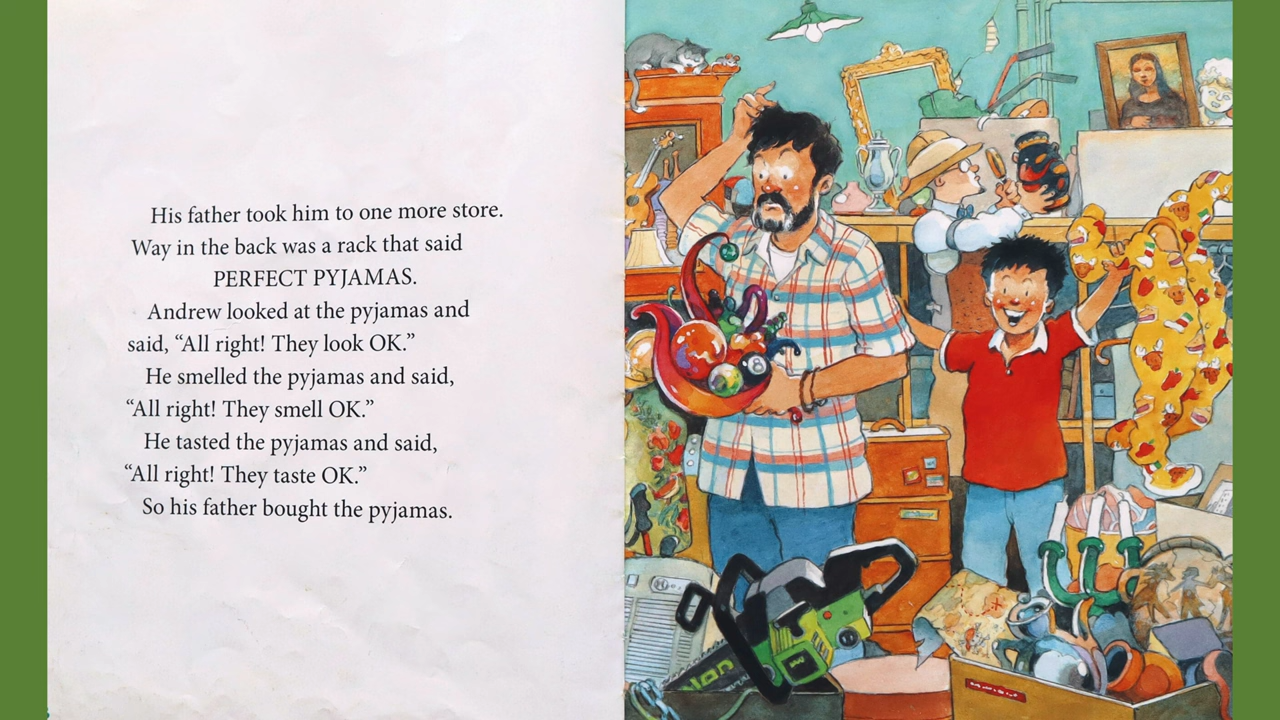 His father took him to one more store.
Way in the back was a rack that said
PERFECT PYJAMAS.
Andrew looked at the pyjamas and
said, “All right! They look OK.”
He smelled the pyjamas and said,
“All right! They smell OK.”
He tasted the pyjamas and said,
“All right! They taste OK.”
So his father bought the pyjamas.
8